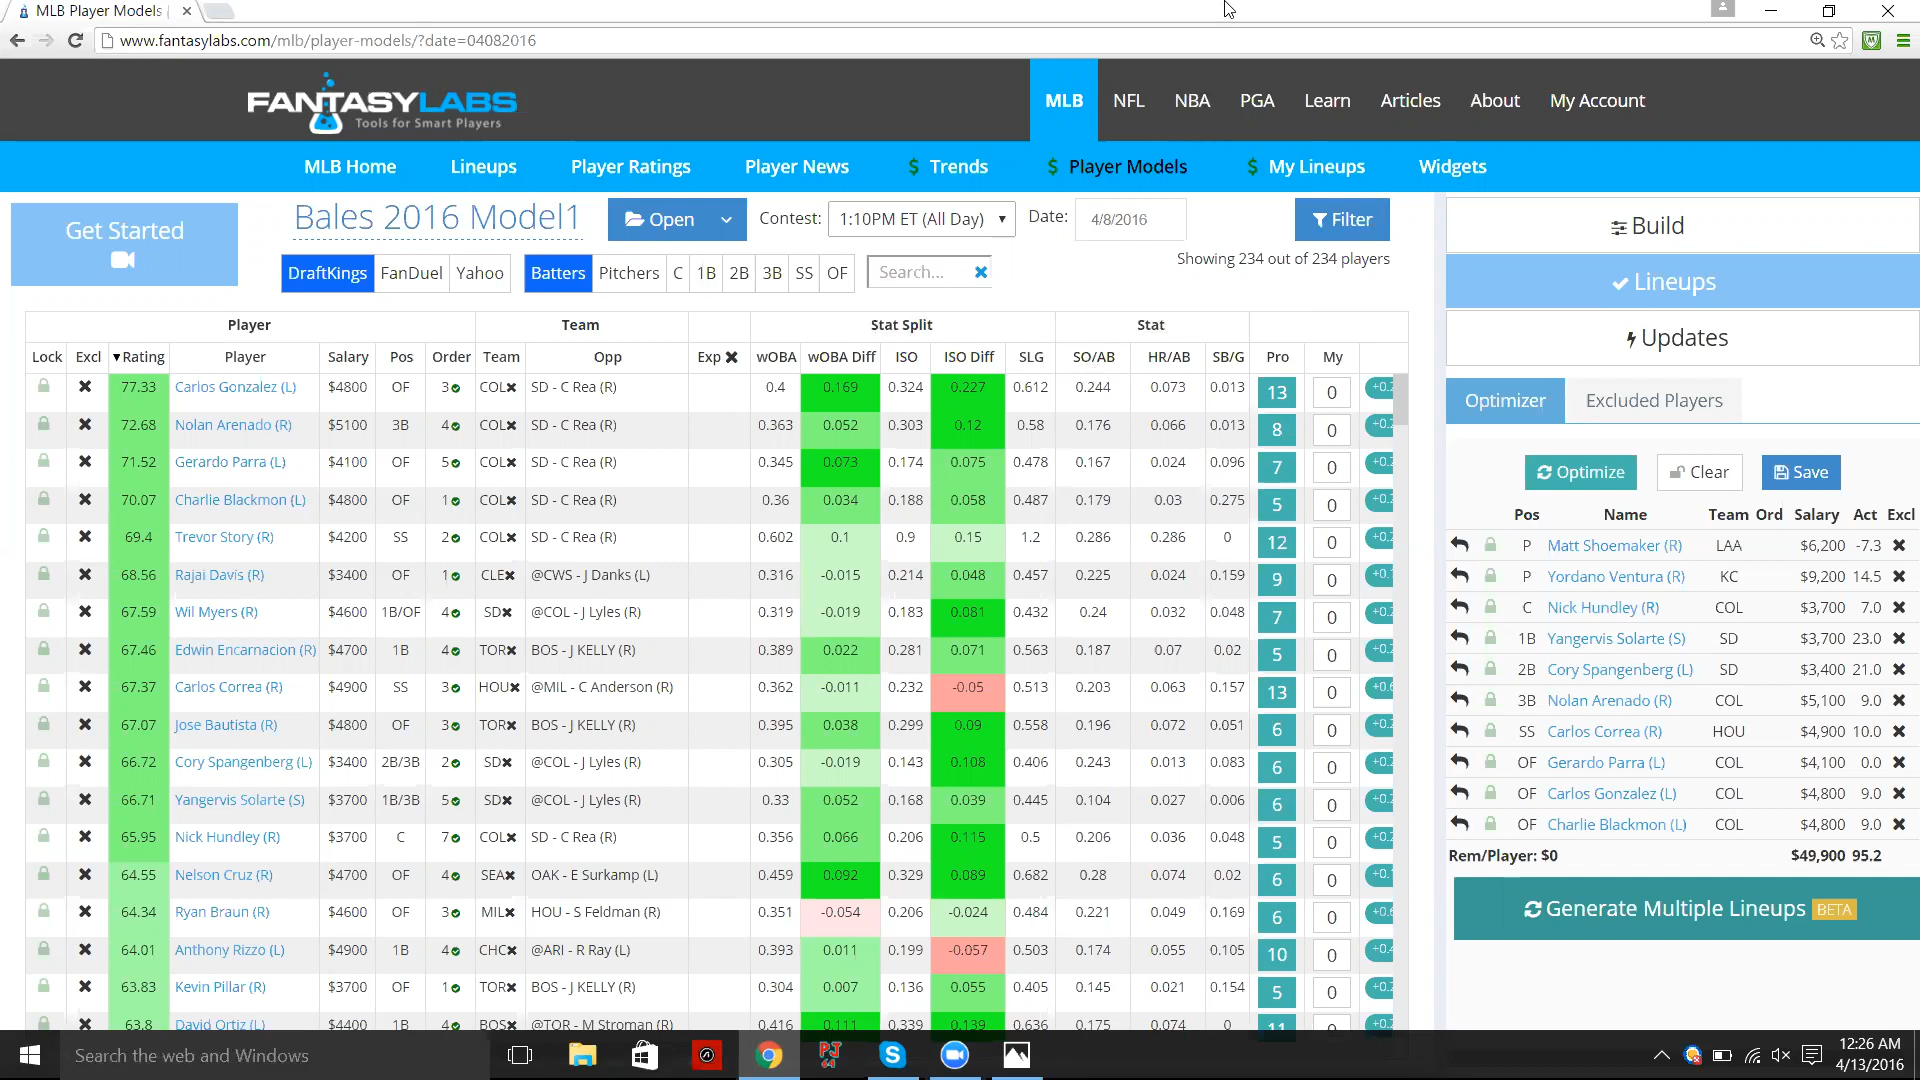 MLB Player Models
www.fantasylabs.com/mlb/player-models/?date=04082016
FANTASYLABS
Tools for Smart Players
MLB NFL NBA PGA Learn Articles About My Account
MLB Home Lineups Player Ratings Player News $ Trends $ Player Models $ My Lineups Widgets
Get Started
Bales 2016 Model1
Open
Contest: 1:10PM ET (All Day)
Date: 4/8/2016
Filter
DraftKings FanDuel Yahoo Batters Pitchers C 1B 2B 3B SS OF Search...
Showing 234 out of 234 players
Player Team Stat Split Stat
Lock Excl Rating Player Salary Pos Order Team Opp Exp wOBA wOBA Diff ISO ISO Diff SLG SO/AB HR/AB SB/G Pro My
77.33 Carlos Gonzalez (L) $4800 OF 3 COL SD - C Rea (R) 0.4 0.169 0.324 0.227 0.612 0.244 0.073 0.013 13 0
72.68 Nolan Arenado (R) $5100 3B 4 COL SD - C Rea (R) 0.363 0.052 0.303 0.12 0.58 0.176 0.066 0.013 8 0
71.52 Gerardo Parra (L) $4100 OF 5 COL SD - C Rea (R) 0.345 0.073 0.174 0.075 0.478 0.167 0.024 0.096 7 0
70.07 Charlie Blackmon (L) $4800 OF 1 COL SD - C Rea (R) 0.36 0.034 0.188 0.058 0.487 0.179 0.03 0.275 5 0
69.4 Trevor Story (R) $4200 SS 2 COL SD - C Rea (R) 0.602 0.1 0.9 0.15 1.2 0.286 0.286 0 12 0
68.56 Rajai Davis (R) $3400 OF 1 CLE @CWS - J Danks (L) 0.316 -0.015 0.214 0.048 0.457 0.225 0.024 0.159 9 0
67.59 Wil Myers (R) $4600 1B/OF 4 SD @COL - J Lyles (R) 0.319 -0.019 0.183 0.081 0.432 0.24 0.032 0.048 7 0
67.46 Edwin Encarnacion (R) $4700 1B 4 TOR BOS - J KELLY (R) 0.389 0.022 0.281 0.071 0.563 0.187 0.07 0.02 5 0
67.37 Carlos Correa (R) $4900 SS 3 HOU @MIL - C Anderson (R) 0.362 -0.011 0.232 -0.05 0.513 0.203 0.063 0.157 13 0
67.07 Jose Bautista (R) $4800 OF 3 TOR BOS - J KELLY (R) 0.395 0.038 0.299 0.09 0.558 0.196 0.072 0.051 6 0
66.72 Cory Spangenberg (L) $3400 2B/3B 2 SD @COL - J Lyles (R) 0.305 -0.019 0.143 0.108 0.406 0.243 0.013 0.083 6 0
66.71 Yangervis Solarte (S) $3700 1B/3B 5 SD @COL - J Lyles (R) 0.33 0.052 0.168 0.039 0.445 0.104 0.027 0.006 6 0
65.95 Nick Hundley (R) $3700 C 7 COL SD - C Rea (R) 0.356 0.066 0.206 0.115 0.5 0.206 0.036 0.048 5 0
64.55 Nelson Cruz (R) $4700 OF 4 SEA OAK - E Surkamp (L) 0.459 0.092 0.329 0.089 0.682 0.28 0.074 0.02 6 0
64.34 Ryan Braun (R) $4600 OF 3 MIL HOU - S Feldman (R) 0.351 -0.054 0.206 -0.024 0.484 0.221 0.049 0.169 6 0
64.01 Anthony Rizzo (L) $4900 1B 4 CHC @ARI - R Ray (L) 0.393 0.011 0.199 -0.057 0.503 0.174 0.055 0.105 10 0
63.83 Kevin Pillar (R) $3700 OF 1 TOR BOS - J KELLY (R) 0.304 0.007 0.136 0.055 0.405 0.145 0.021 0.154 5 0
63.8 David Ortiz (L) $4400 1B 4 BOS @TOR - M Stroman (R) 0.416 0.111 0.339 0.139 0.636 0.175 0.074 0 11
Build
Lineups
Updates
Optimizer Excluded Players
Optimize Clear Save
Pos Name Team Ord Salary Act Excl
P Matt Shoemaker (R) LAA $6,200 -7.3
P Yordano Ventura (R) KC $9,200 14.5
C Nick Hundley (R) COL $3,700 7.0
1B Yangervis Solarte (S) SD $3,700 23.0
2B Cory Spangenberg (L) SD $3,400 21.0
3B Nolan Arenado (R) COL $5,100 9.0
SS Carlos Correa (R) HOU $4,900 10.0
OF Gerardo Parra (L) COL $4,100 0.0
OF Carlos Gonzalez (L) COL $4,800 9.0
OF Charlie Blackmon (L) COL $4,800 9.0
Rem/Player: $0 $49,900 95.2
Generate Multiple Lineups BETA
Search the web and Windows
12:26 AM
4/13/2016